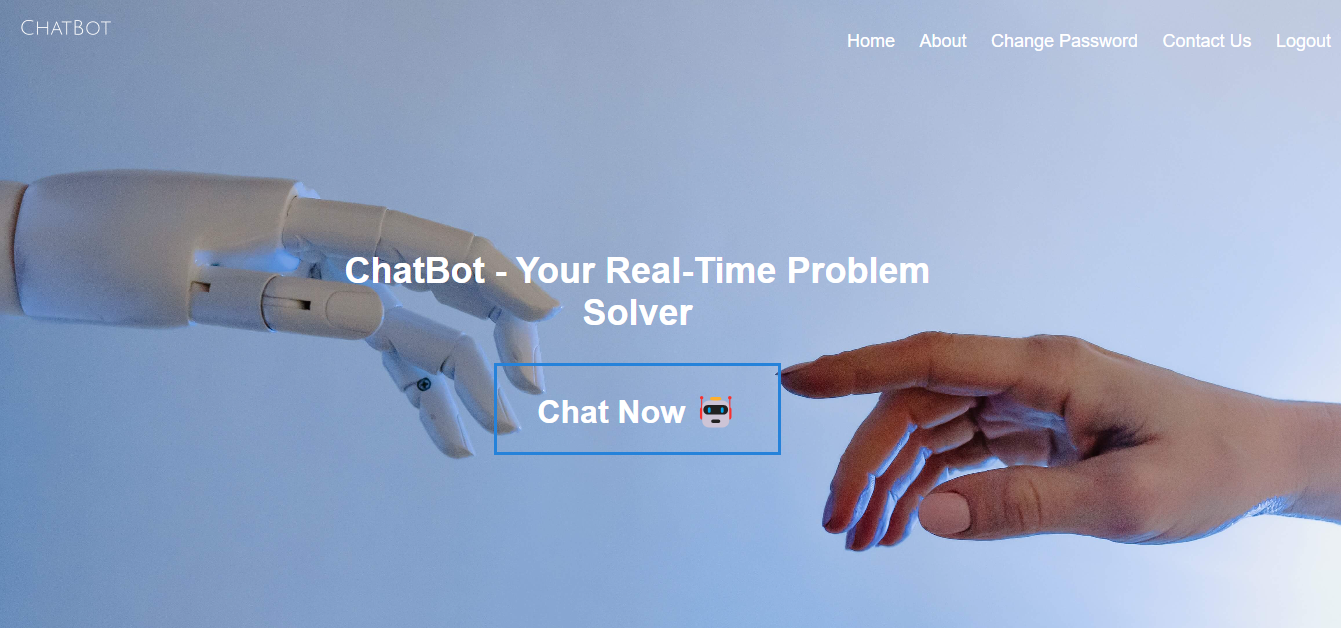 ChatBot
Home About Change Password Contact Us Logout
ChatBot - Your Real-Time Problem
Solver
Chat Now 🤖